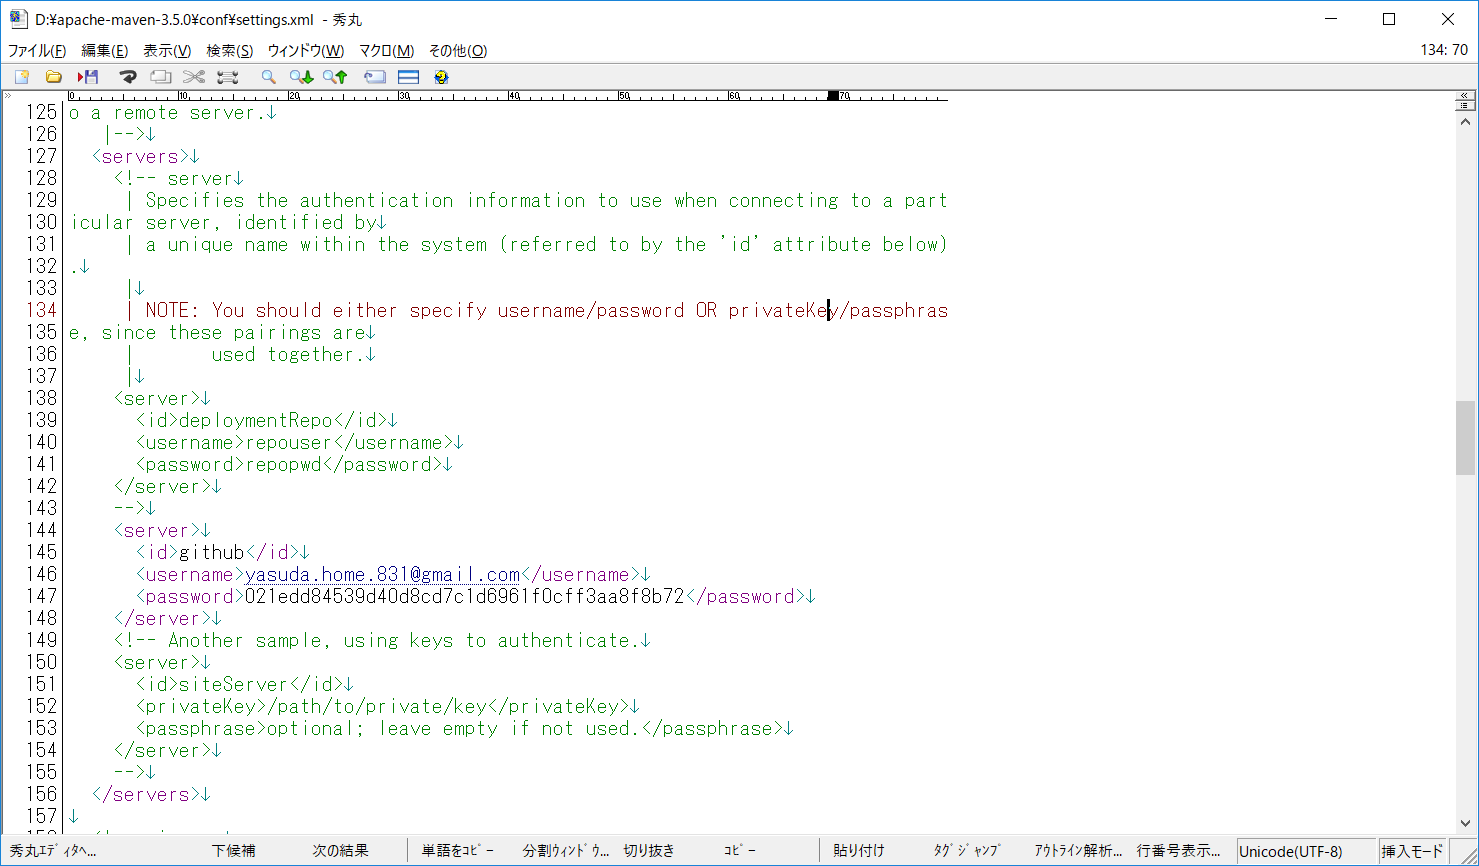 D:¥apache-maven-3.5.0¥conf¥settings.xml - 秀丸
ファイル(F) 編集(E) 表示(V) 検索(S) ウィンドウ(W) マクロ(M) その他(O) 134: 70
0 10 20 30 40 50 60 70
125 o a remote server.↓
126 |-->↓
127 <servers>↓
128 <!-- server↓
129 | Specifies the authentication information to use when connecting to a part
130 icular server, identified by↓
131 | a unique name within the system (referred to by the 'id' attribute below)
132 .↓
133 |↓
134 | NOTE: You should either specify username/password OR privateKey/passphras
135 e, since these pairings are↓
136 | used together.↓
137 |↓
138 <server>↓
139 <id>deploymentRepo</id>↓
140 <username>repouser</username>↓
141 <password>repopwd</password>↓
142 </server>↓
143 -->↓
144 <server>↓
145 <id>github</id>↓
146 <username>yasuda.home.831@gmail.com</username>↓
147 <password>021edd84539d40d8cd7c1d6961f0cff3aa8f8b72</password>↓
148 </server>↓
149 <!-- Another sample, using keys to authenticate.↓
150 <server>↓
151 <id>siteServer</id>↓
152 <privateKey>/path/to/private/key</privateKey>↓
153 <passphrase>optional; leave empty if not used.</passphrase>↓
154 </server>↓
155 -->↓
156 </servers>↓
157 ↓
秀丸ｴﾃﾞｨﾀﾍ... 下候補 次の結果 単語をｺﾋﾟｰ 分割ｳｨﾝﾄﾞｳ... 切り抜き ｺﾋﾟｰ 貼り付け ﾀｸﾞｼﾞｬﾝﾌﾟ ｱｳﾄﾗｲﾝ解析... 行番号表示... Unicode(UTF-8) 挿入モード